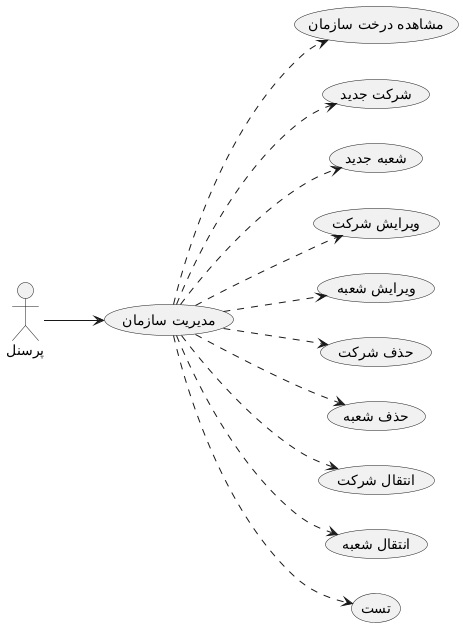 مشاهده درخت سازمان
شرکت جدید
شعبه جدید
ویرایش شرکت
ویرایش شعبه
پرسنل
مدیریت سازمان
حذف شرکت
حذف شعبه
انتقال شرکت
انتقال شعبه
تست